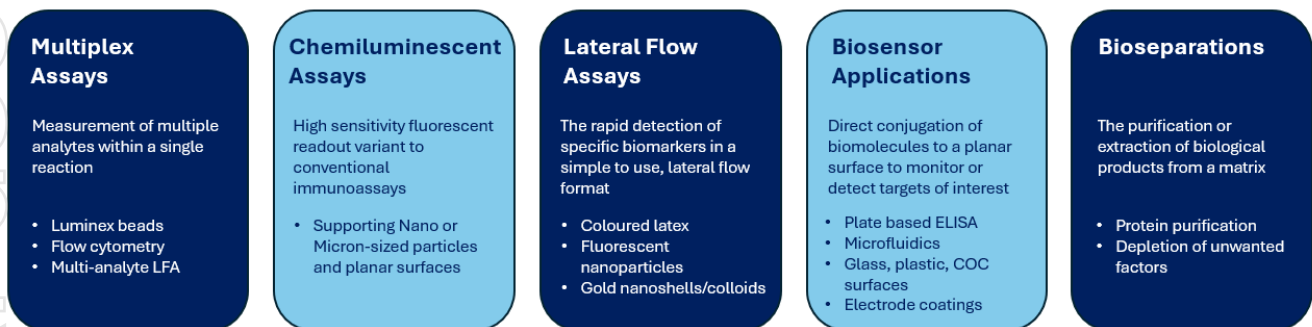 Multiplex
Assays
Measurement of multiple
analytes within a single
reaction
• Luminex beads
• Flow cytometry
• Multi-analyte LFA
Chemiluminescent
Assays
High sensitivity fluorescent
readout variant to
conventional
immunoassays
• Supporting Nano or
Micron-sized particles
and planar surfaces
Lateral Flow
Assays
The rapid detection of
specific biomarkers in a
simple to use, lateral flow
format
• Coloured latex
• Fluorescent
nanoparticles
• Gold nanoshells/colloids
Biosensor
Applications
Direct conjugation of
biomolecules to a planar
surface to monitor or
detect targets of interest
• Plate based ELISA
• Microfluidics
• Glass, plastic, COC
surfaces
• Electrode coatings
Bioseparations
The purification or
extraction of biological
products from a matrix
• Protein purification
• Depletion of unwanted
factors